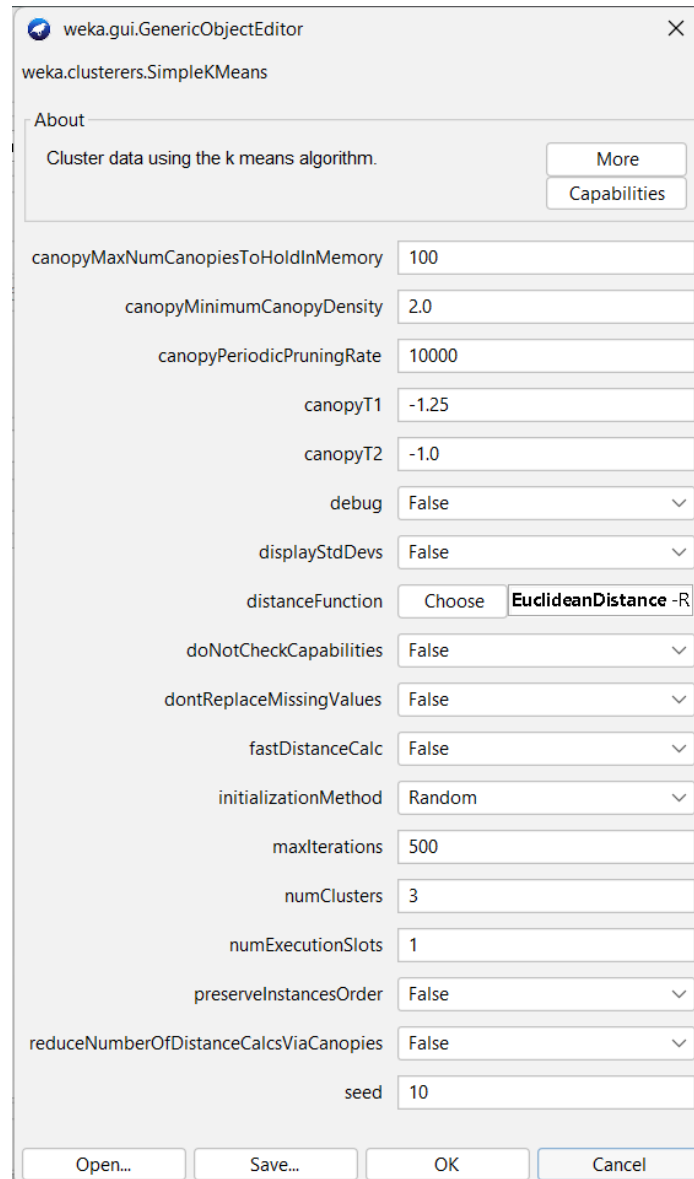 weka.gui.GenericObjectEditor
weka.clusterers.SimpleKMeans
About
Cluster data using the k means algorithm.
More
Capabilities
canopyMaxNumCanopiesToHoldInMemory 100
canopyMinimumCanopyDensity 2.0
canopyPeriodicPruningRate 10000
canopyT1 -1.25
canopyT2 -1.0
debug False
displayStdDevs False
distanceFunction Choose EuclideanDistance -R
doNotCheckCapabilities False
dontReplaceMissingValues False
fastDistanceCalc False
initializationMethod Random
maxIterations 500
numClusters 3
numExecutionSlots 1
preserveInstancesOrder False
reduceNumberOfDistanceCalcsViaCanopies False
seed 10
Open... Save... OK Cancel